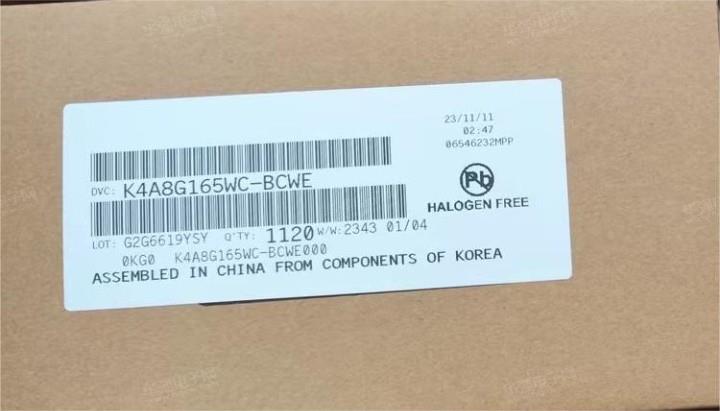 23/11/11
02:47
06546232MPP
DVC: K4A8G165WC-BCWE
Pb
HALOGEN FREE
LOT: G2G6619YSY Q'TY: 1120 W/W:2343 01/04
0KG0 K4A8G165WC-BCWE000
ASSEMBLED IN CHINA FROM COMPONENTS OF KOREA